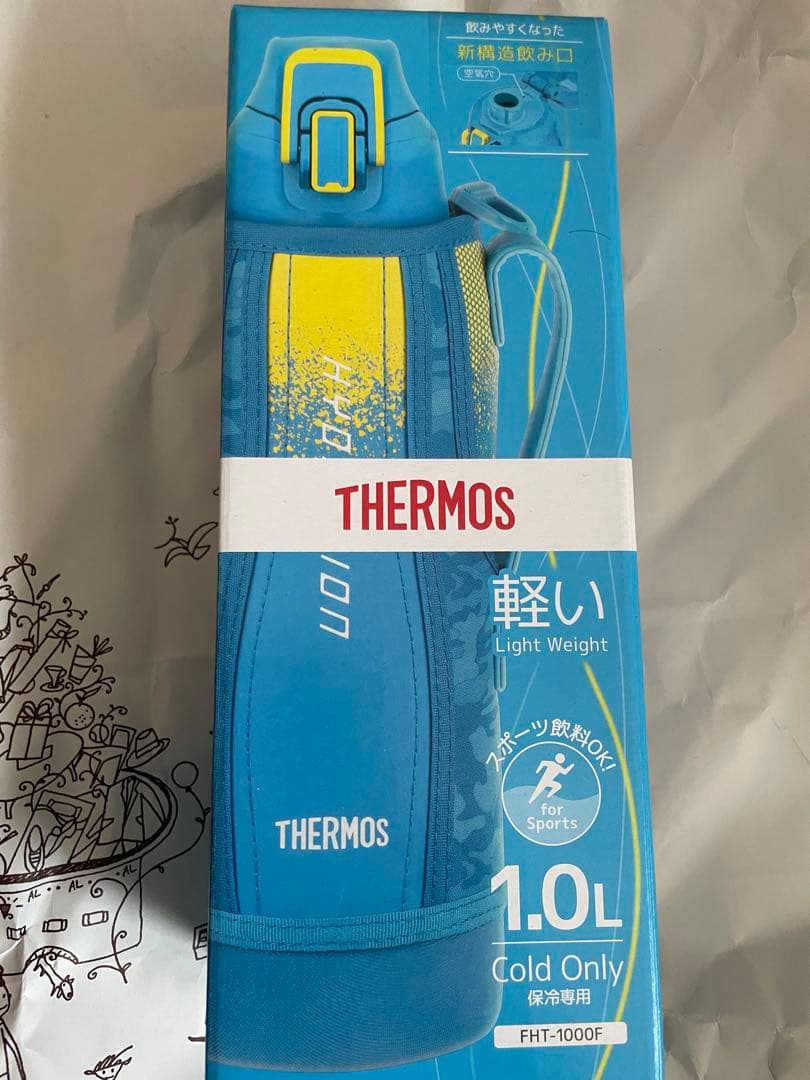 飲みやすくなった
新構造飲み口
空気穴
THERMOS
軽い
Light Weight
スポーツ飲料OK!
for
Sports
THERMOS
1.0L
Cold Only
保冷専用
FHT-1000F
AL
AL